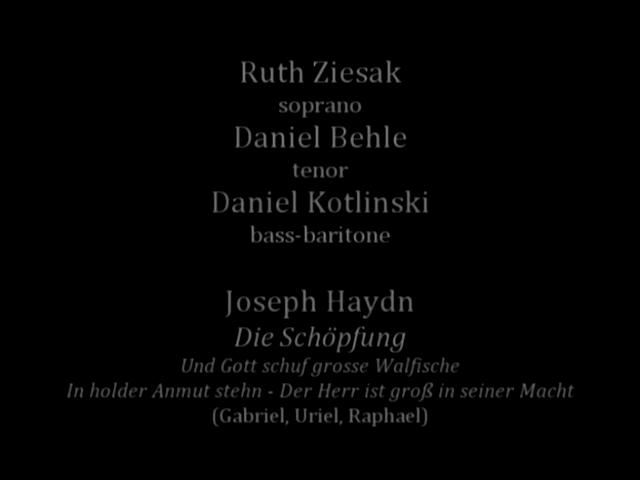 Ruth Ziesak
soprano
Daniel Behle
tenor
Daniel Kotlinski
bass-baritone
Joseph Haydn
Die Schöpfung
Und Gott schuf grosse Walfische
In holder Anmut stehn - Der Herr ist groß in seiner Macht
(Gabriel, Uriel, Raphael)